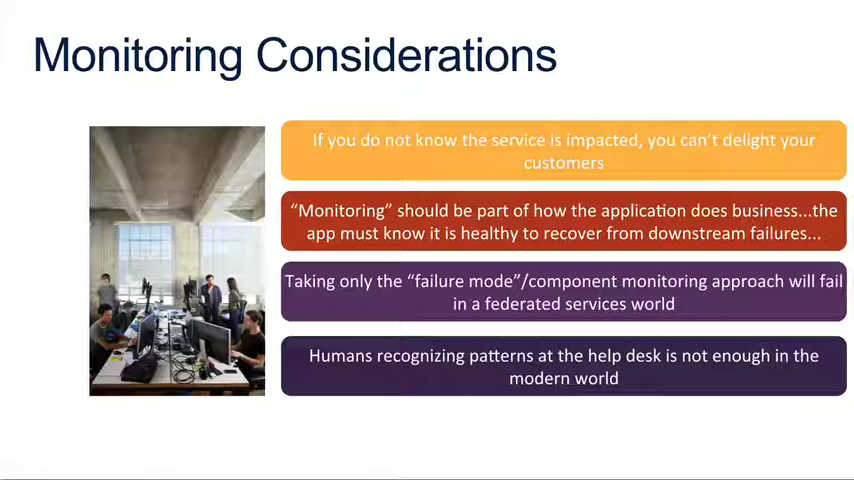 Monitoring Considerations
If you do not know the service is impacted, you can’t delight your
customers
“Monitoring” should be part of how the application does business...the
app must know it is healthy to recover from downstream failures...
Taking only the “failure mode”/component monitoring approach will fail
in a federated services world
Humans recognizing patterns at the help desk is not enough in the
modern world